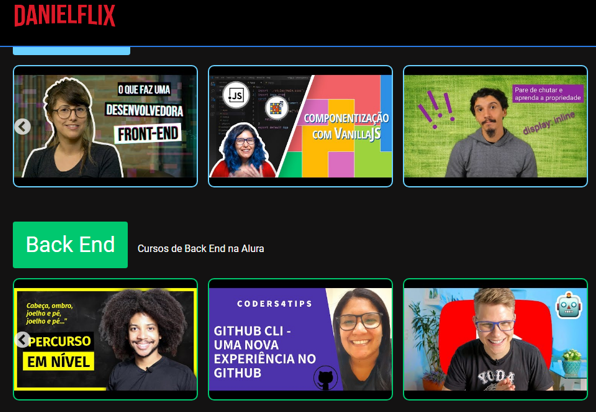 DANIELFLIX
O QUE FAZ UMA
DESENVOLVEDORA
FRONT-END
JS
COMPONENTIZAÇÃO
COM VANILLAJS
Pare de chutar e
aprenda a propriedade
display: inline
Back End
Cursos de Back End na Alura
Cabeça, ombro,
joelho e pé,
joelho e pé..."
PERCURSO
EM NÍVEL
CODERS4TIPS
GITHUB CLI -
UMA NOVA
EXPERIÊNCIA NO
GITHUB
YODA